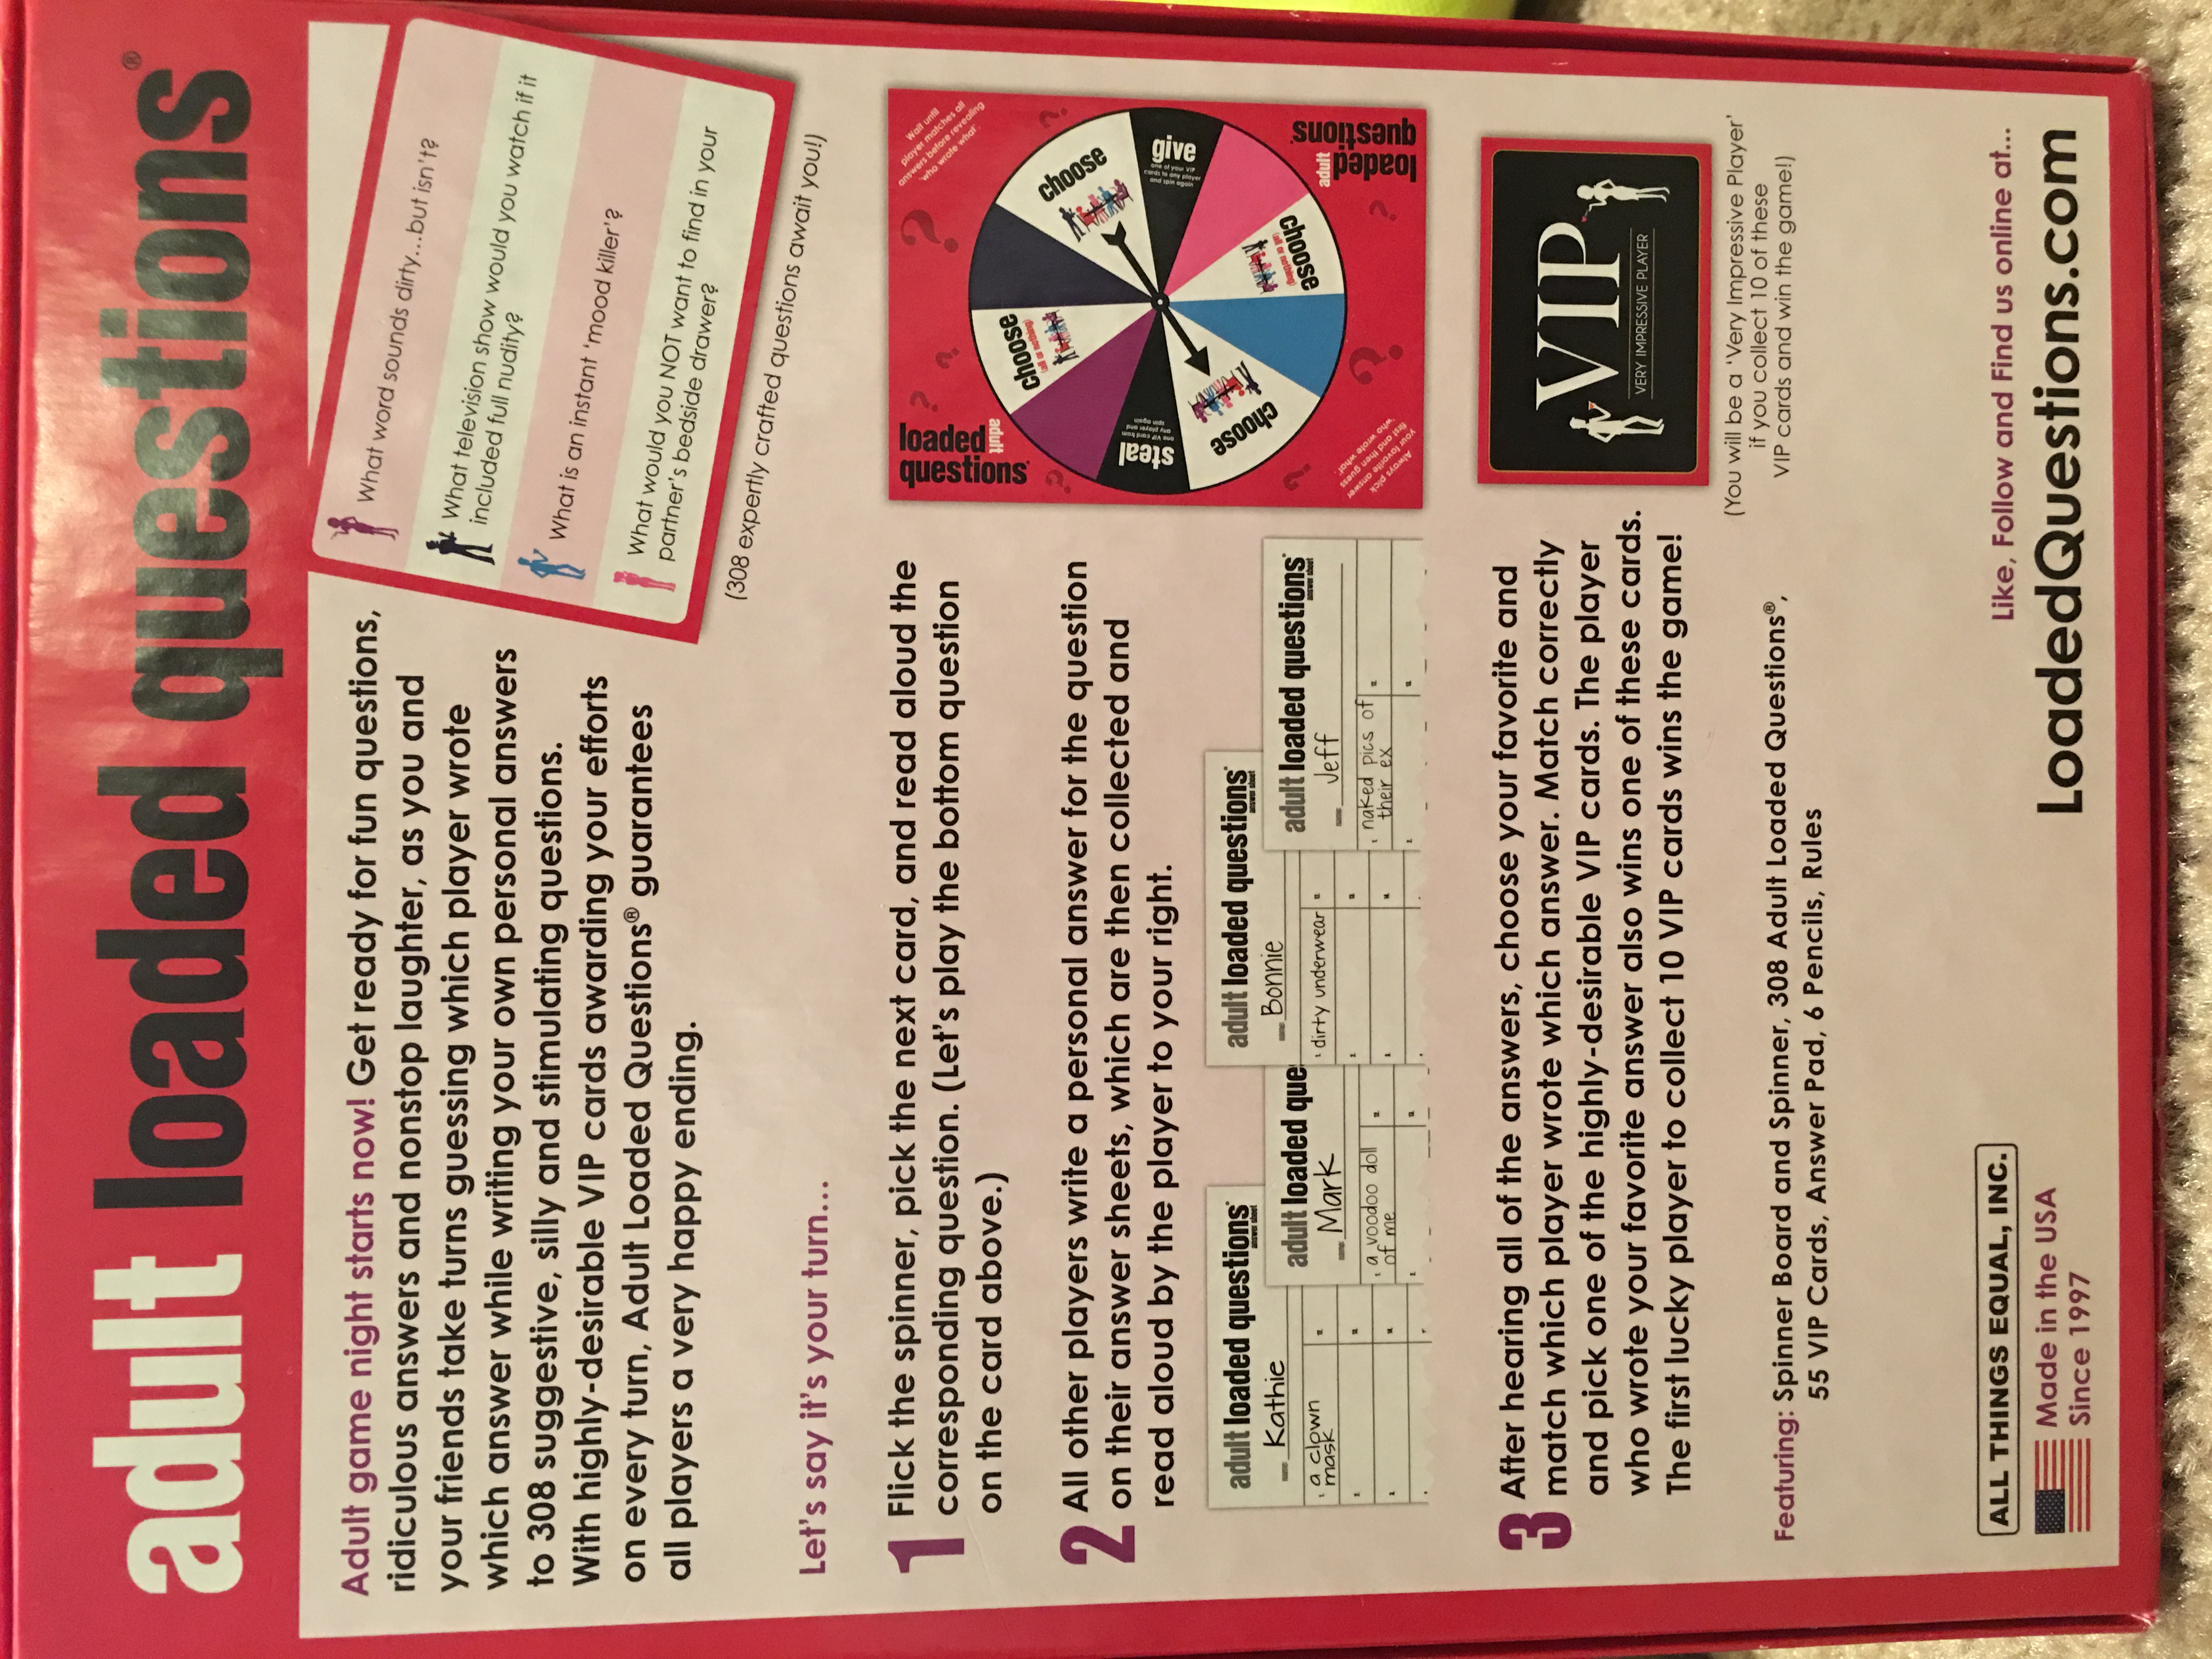 adult loaded questions®
Adult game night starts now! Get ready for fun questions,
ridiculous answers and nonstop laughter, as you and
your friends take turns guessing which player wrote
which answer while writing your own personal answers
to 308 suggestive, silly and stimulating questions.
With highly-desirable VIP cards awarding your efforts
on every turn, Adult Loaded Questions® guarantees
all players a very happy ending.
What word sounds dirty...but isn't?
What television show would you watch if it
included full nudity?
What is an instant 'mood killer'?
What would you NOT want to find in your
partner's bedside drawer?
(308 expertly crafted questions await you!)
Let's say it's your turn...
1 Flick the spinner, pick the next card, and read aloud the
corresponding question. (Let's play the bottom question
on the card above.)
2 All other players write a personal answer for the question
on their answer sheets, which are then collected and
read aloud by the player to your right.
adult loaded questions
answer sheet
Kathie
a clown
mask
adult loaded que
Mark
a voodoo doll
of me
adult loaded questions
answer sheet
Bonnie
dirty underwear
adult loaded questions
answer sheet
Jeff
naked pics of
their ex
adult
loaded
questions
Wait until
player matches all
answers before revealing
'who wrote what'
choose
(all or nothing)
choose
give
one of your VIP
cards to any player
and spin again
choose
(all or nothing)
choose
steal
adult
loaded
questions
Always pick
your favorite answer
first and then guess
'who wrote what'
3 After hearing all of the answers, choose your favorite and
match which player wrote which answer. Match correctly
and pick one of the highly-desirable VIP cards. The player
who wrote your favorite answer also wins one of these cards.
The first lucky player to collect 10 VIP cards wins the game!
VIP
VERY IMPRESSIVE PLAYER
(You will be a 'Very Impressive Player'
if you collect 10 of these
VIP cards and win the game!)
Featuring: Spinner Board and Spinner, 308 Adult Loaded Questions®,
55 VIP Cards, Answer Pad, 6 Pencils, Rules
ALL THINGS EQUAL, INC.
Made in the USA
Since 1997
Like, Follow and Find us online at...
LoadedQuestions.com